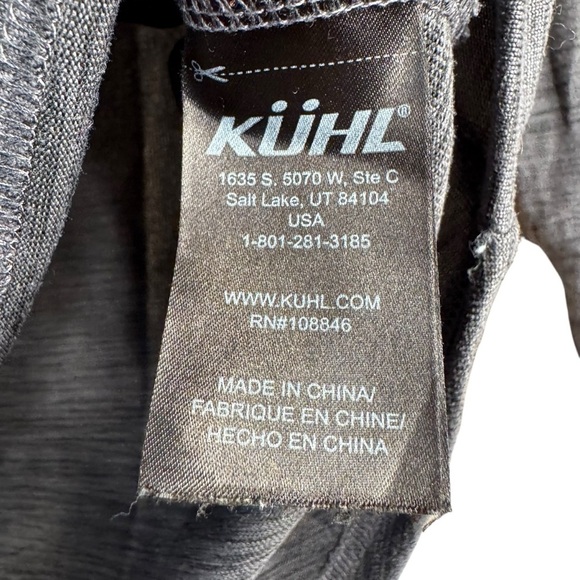 KÜHL®
1635 S. 5070 W, Ste C
Salt Lake, UT 84104
USA
1-801-281-3185
WWW.KUHL.COM
RN#108846
MADE IN CHINA/
FABRIQUE EN CHINE/
HECHO EN CHINA